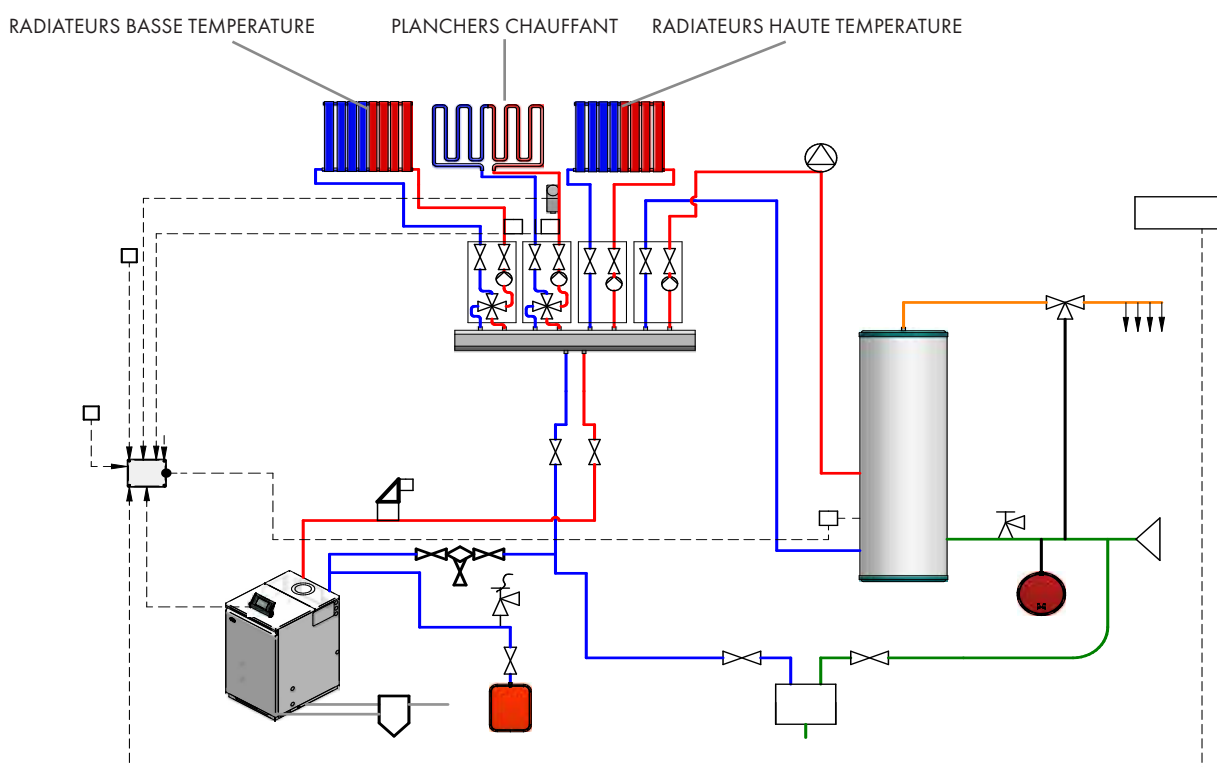 RADIATEURS BASSE TEMPERATURE
PLANCHERS CHAUFFANT
RADIATEURS HAUTE TEMPERATURE